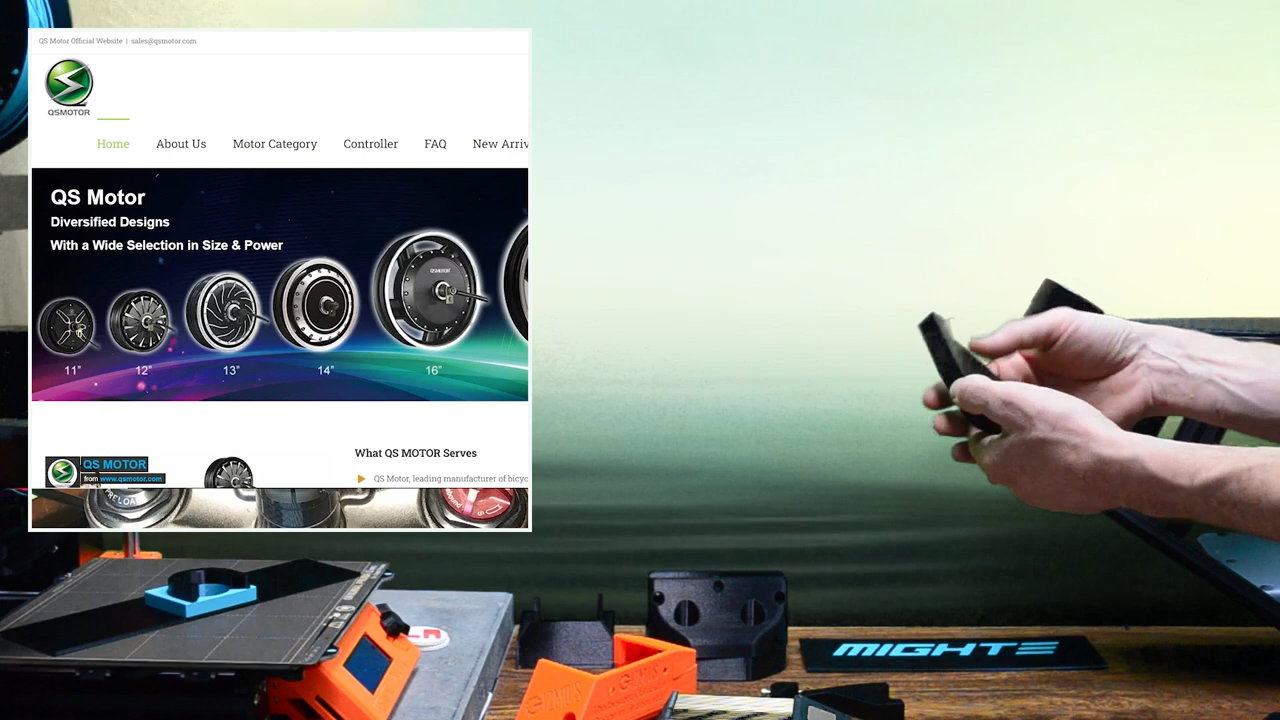 QS Motor Official Website | sales@qsmotor.com
QSMOTOR
Home About Us Motor Category Controller FAQ New Arriv
QS Motor
Diversified Designs
With a Wide Selection in Size & Power
QSMOTOR
11” 12” 13” 14” 16”
What QS MOTOR Serves
QS MOTOR
from www.qsmotor.com
QS Motor, leading manufacturer of bicyc
PRELOA
MIGHTE
GIZMO'S